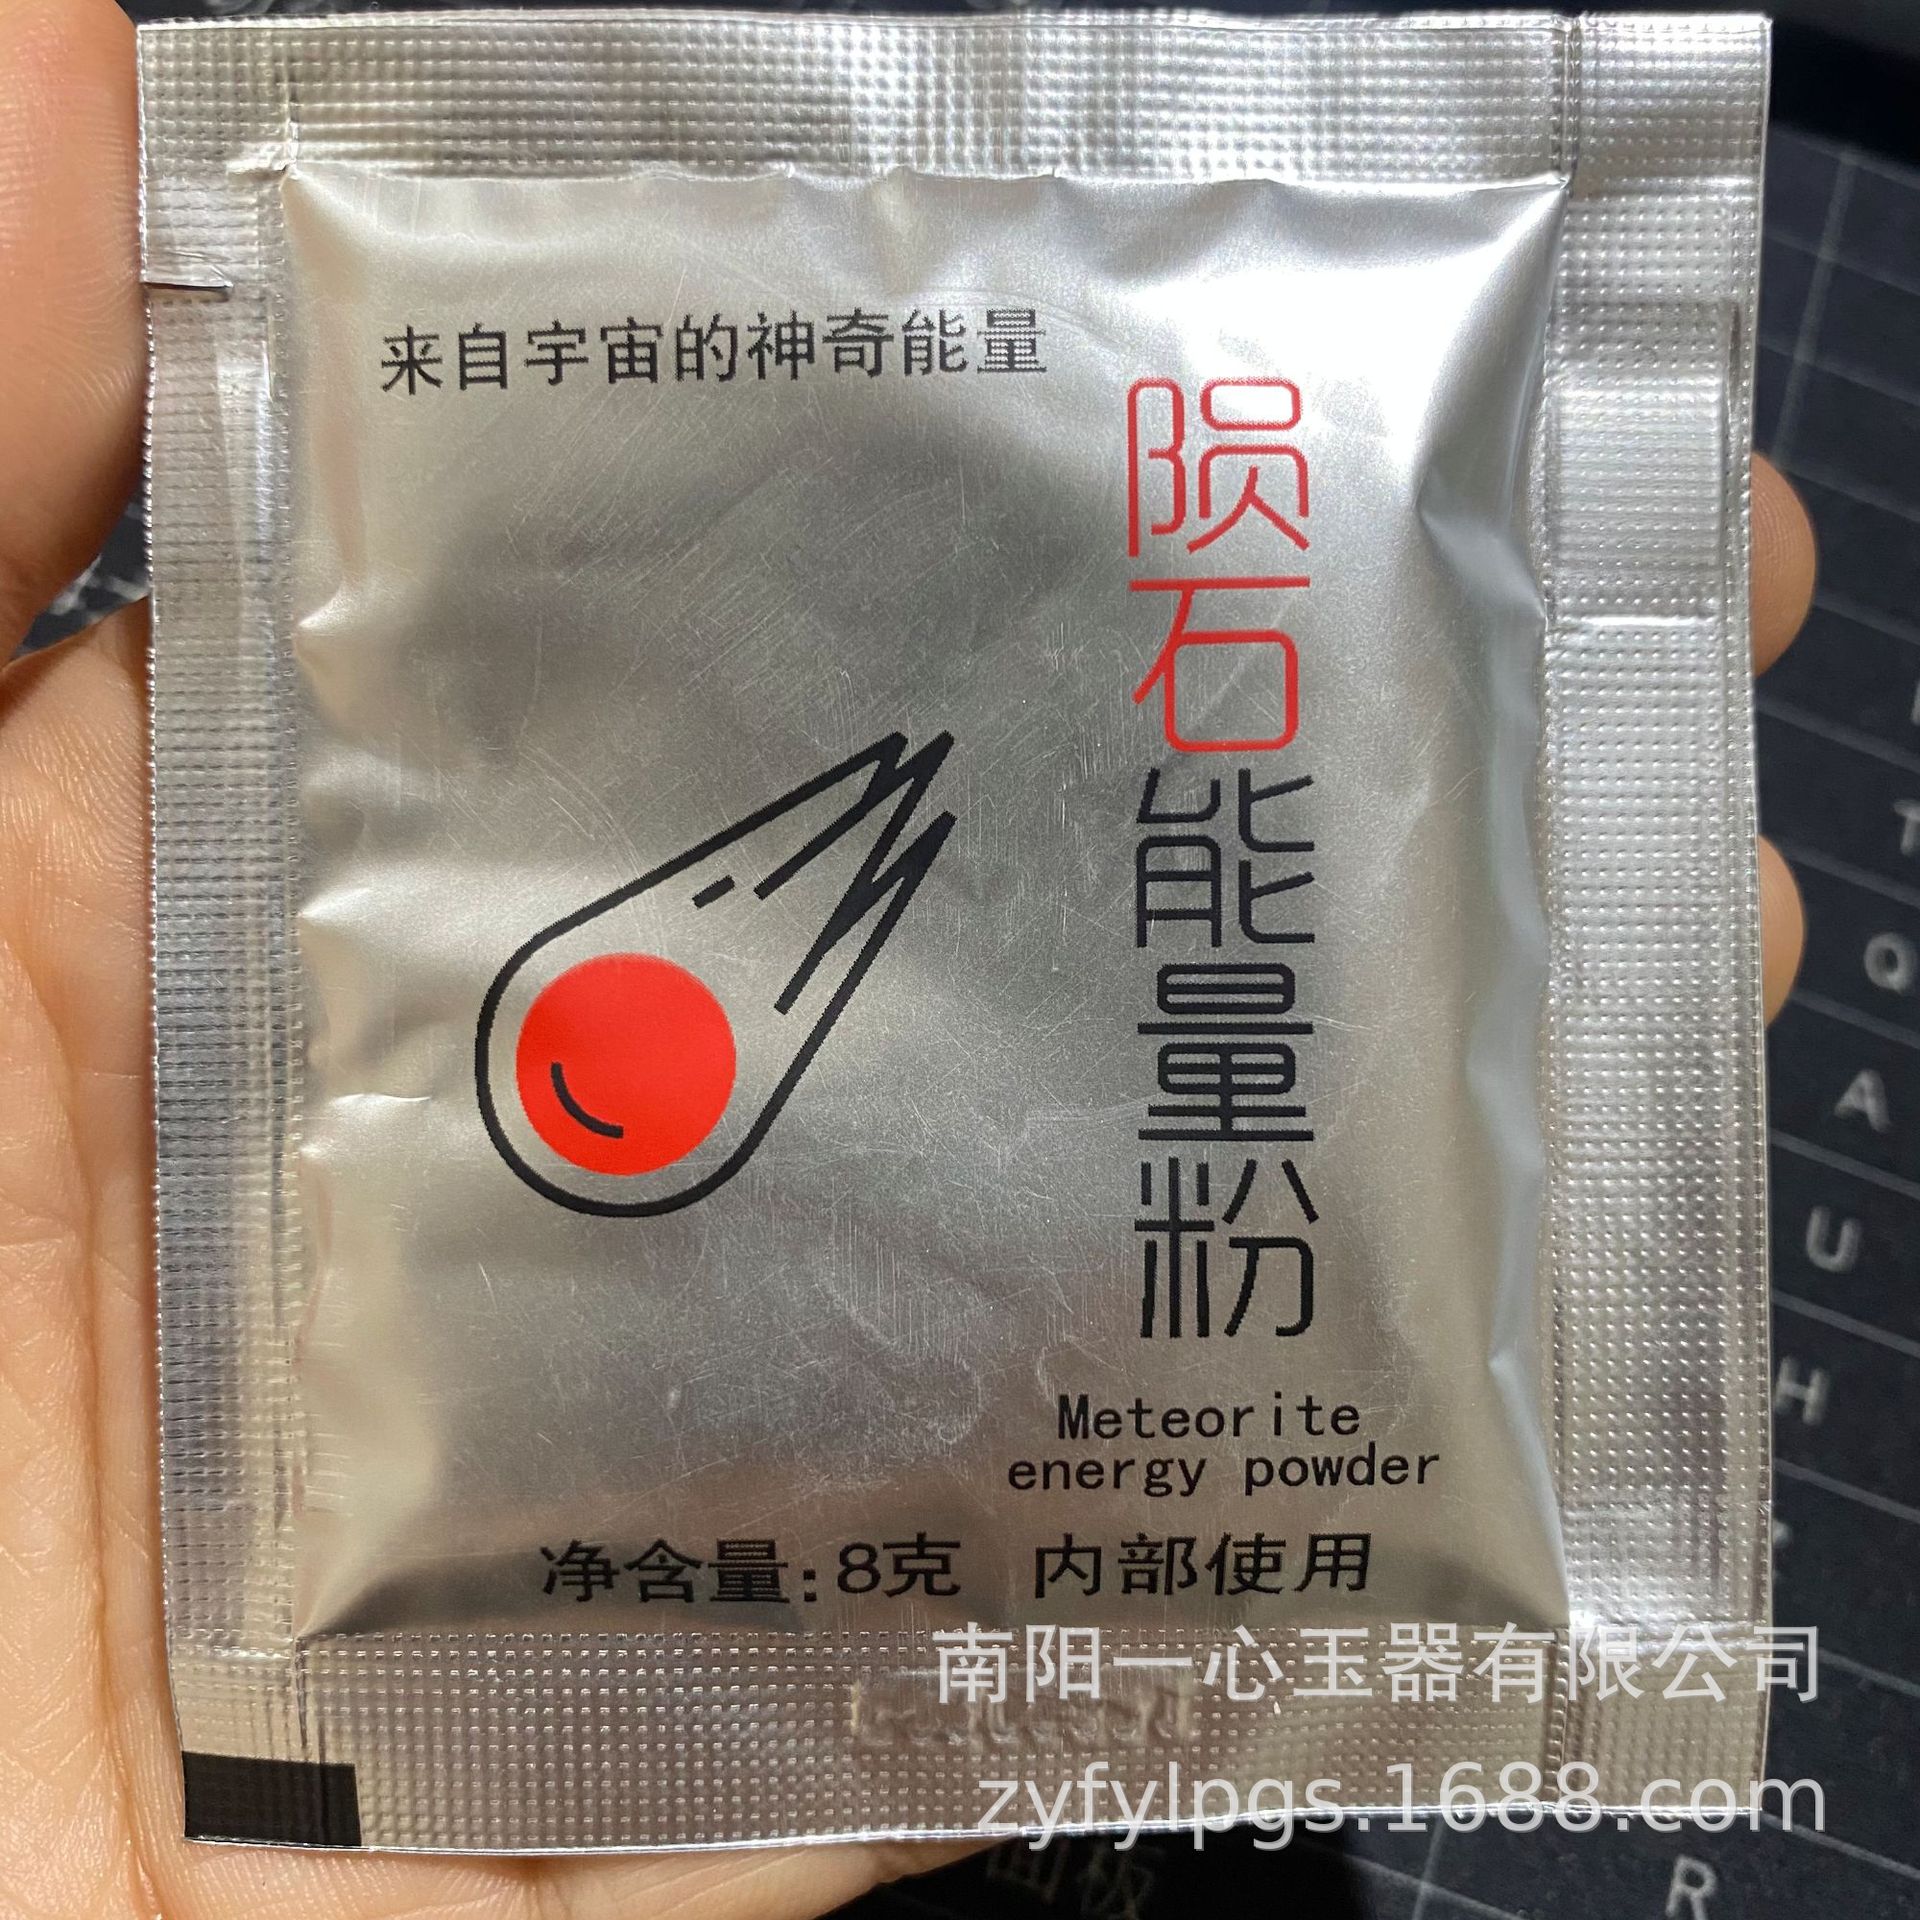 来自宇宙的神奇能量
陨石能量粉
Meteorite
energy powder
净含量:8克 内部使用
南阳一心玉器有限公司
zyfylpgs.1688.com
T
Q
A
U
H
R
面板